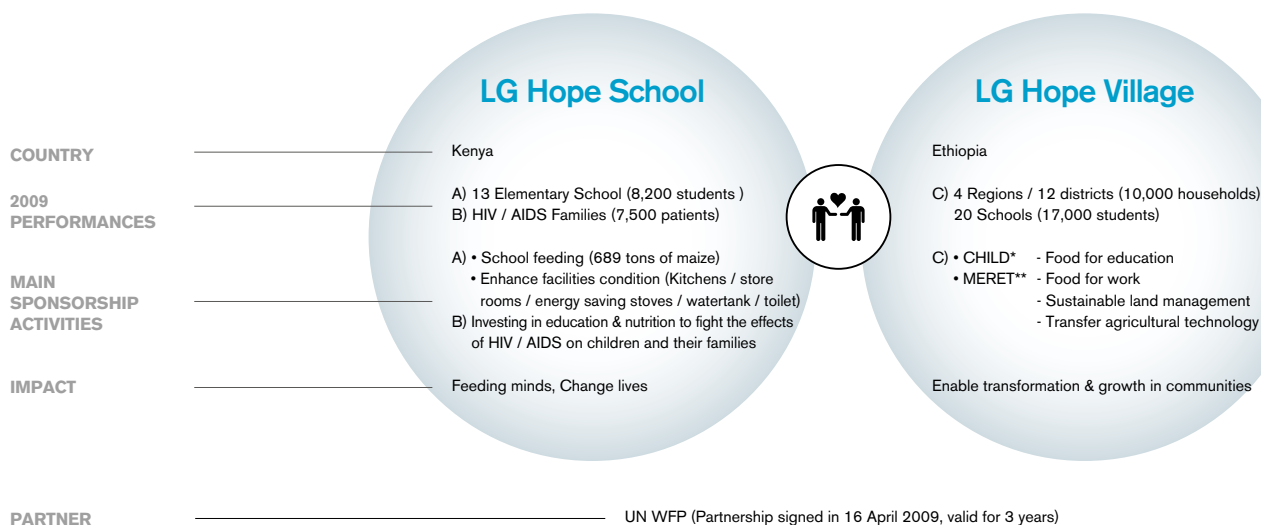 LG Hope School
LG Hope Village
COUNTRY
Kenya
Ethiopia
2009
PERFORMANCES
A) 13 Elementary School (8,200 students )
B) HIV / AIDS Families (7,500 patients)
C) 4 Regions / 12 districts (10,000 households)
20 Schools (17,000 students)
MAIN
SPONSORSHIP
ACTIVITIES
A) • School feeding (689 tons of maize)
• Enhance facilities condition (Kitchens / store
rooms / energy saving stoves / watertank / toilet)
B) Investing in education & nutrition to fight the effects
of HIV / AIDS on children and their families
C) • CHILD* - Food for education
• MERET** - Food for work
- Sustainable land management
- Transfer agricultural technology
IMPACT
Feeding minds, Change lives
Enable transformation & growth in communities
PARTNER
UN WFP (Partnership signed in 16 April 2009, valid for 3 years)